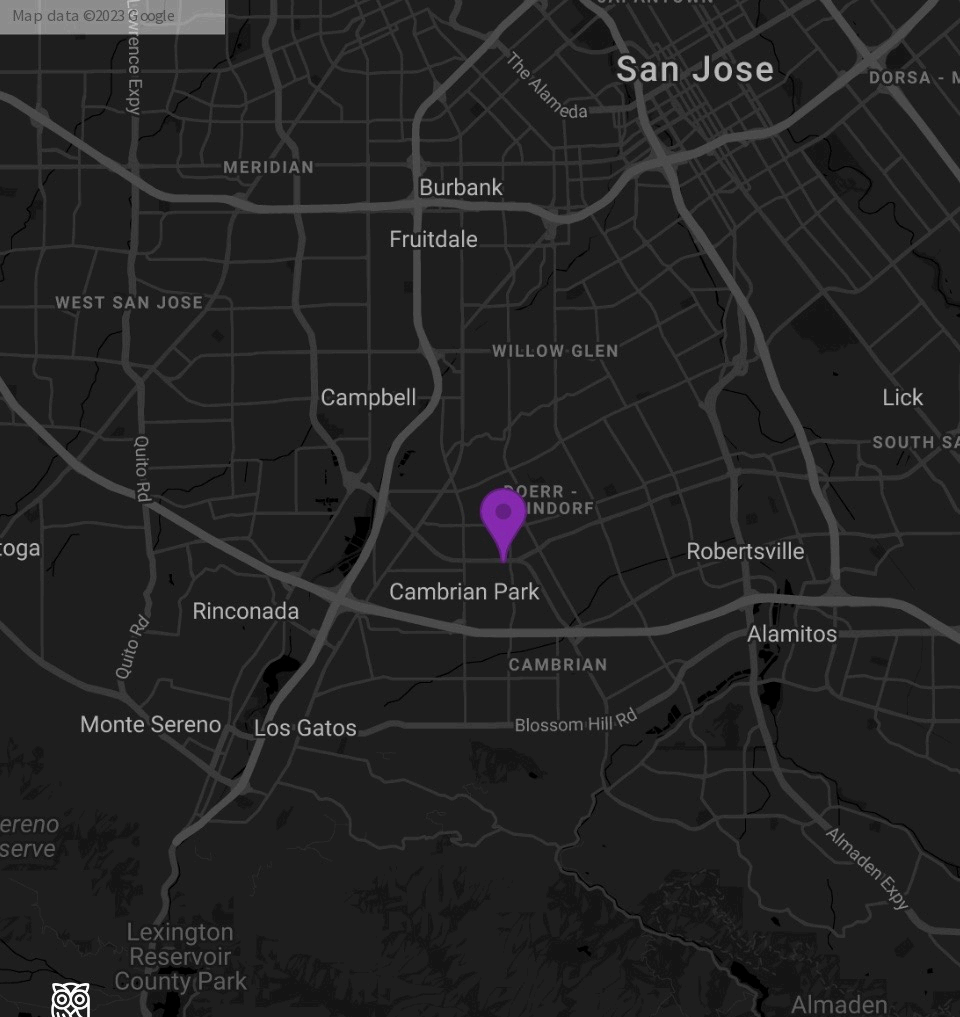 Map data ©2023 Google
Lawrence Expy
San Jose
The Alameda
DORSA - M
MERIDIAN
Burbank
Fruitdale
WEST SAN JOSE
WILLOW GLEN
Campbell
Lick
SOUTH SA
Quito Rd
DOERR -
INDORF
toga
Robertsville
Cambrian Park
Rinconada
Alamitos
Quito Rd
CAMBRIAN
Monte Sereno
Los Gatos
Blossom Hill Rd
ereno
serve
Almaden Expy
Lexington
Reservoir
County Park
Almaden